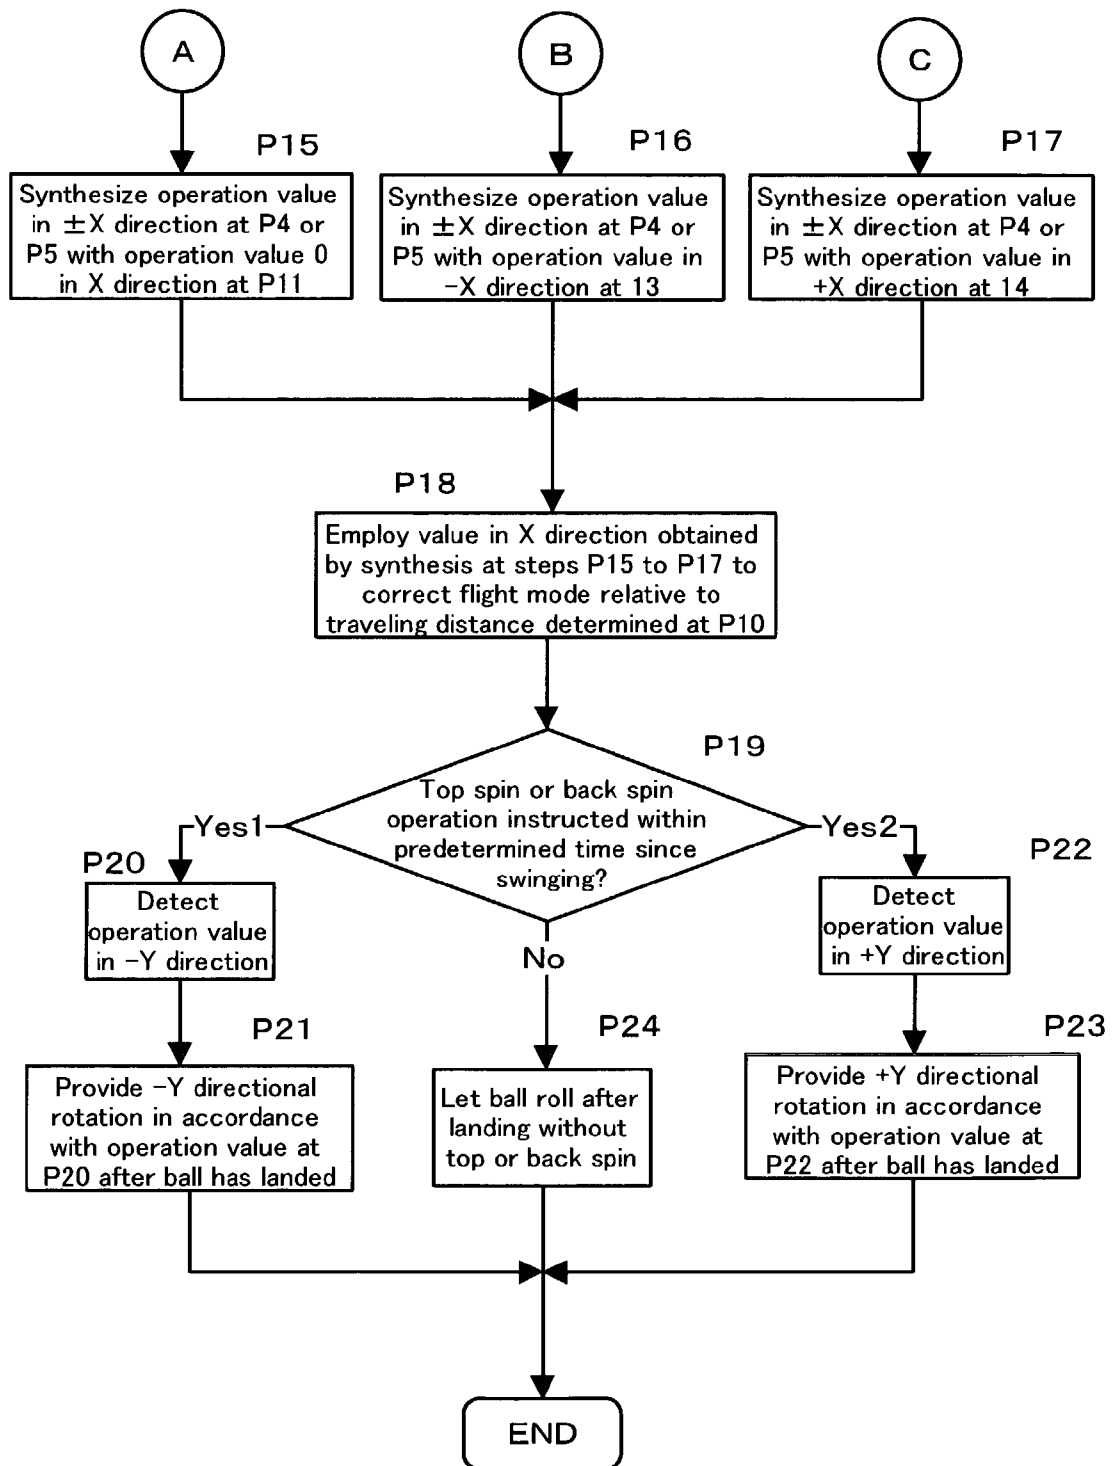 A
B
C
P15
P16
P17
Synthesize operation value
in ±X direction at P4 or
P5 with operation value 0
in X direction at P11
Synthesize operation value
in ±X direction at P4 or
P5 with operation value in
−X direction at 13
Synthesize operation value
in ±X direction at P4 or
P5 with operation value in
+X direction at 14
P18
Employ value in X direction obtained
by synthesis at steps P15 to P17 to
correct flight mode relative to
traveling distance determined at P10
P19
Top spin or back spin
operation instructed within
predetermined time since
swinging?
Yes1
Yes2
No
P20
Detect
operation value
in −Y direction
P22
Detect
operation value
in +Y direction
P21
Provide −Y directional
rotation in accordance
with operation value at
P20 after ball has landed
P24
Let ball roll after
landing without
top or back spin
P23
Provide +Y directional
rotation in accordance
with operation value at
P22 after ball has landed
END